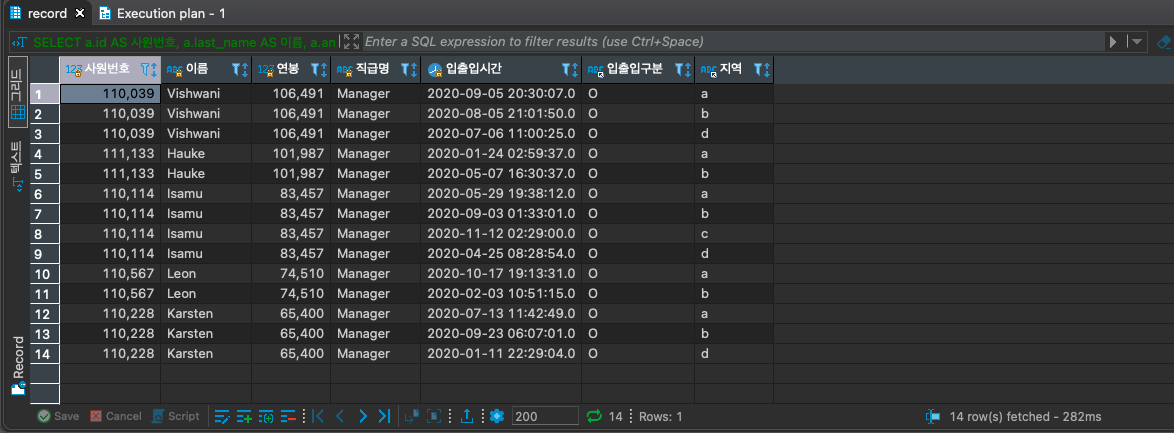 record × Execution plan - 1
SELECT a.id AS 사원번호, a.last_name AS 이름, a.an Enter a SQL expression to filter results (use Ctrl+Space)
그리드
텍스트
Record
123 사원번호 ABC 이름 123 연봉 ABC 직급명 입출입시간 ABC 입출입구분 ABC 지역
1 110,039 Vishwani 106,491 Manager 2020-09-05 20:30:07.0 O a
2 110,039 Vishwani 106,491 Manager 2020-08-05 21:01:50.0 O b
3 110,039 Vishwani 106,491 Manager 2020-07-06 11:00:25.0 O d
4 111,133 Hauke 101,987 Manager 2020-01-24 02:59:37.0 O a
5 111,133 Hauke 101,987 Manager 2020-05-07 16:30:37.0 O b
6 110,114 Isamu 83,457 Manager 2020-05-29 19:38:12.0 O a
7 110,114 Isamu 83,457 Manager 2020-09-03 01:33:01.0 O b
8 110,114 Isamu 83,457 Manager 2020-11-12 02:29:00.0 O c
9 110,114 Isamu 83,457 Manager 2020-04-25 08:28:54.0 O d
10 110,567 Leon 74,510 Manager 2020-10-17 19:13:31.0 O a
11 110,567 Leon 74,510 Manager 2020-02-03 10:51:15.0 O b
12 110,228 Karsten 65,400 Manager 2020-07-13 11:42:49.0 O a
13 110,228 Karsten 65,400 Manager 2020-09-23 06:07:01.0 O b
14 110,228 Karsten 65,400 Manager 2020-01-11 22:29:04.0 O d
Save Cancel Script 200 14 Rows: 1 14 row(s) fetched - 282ms